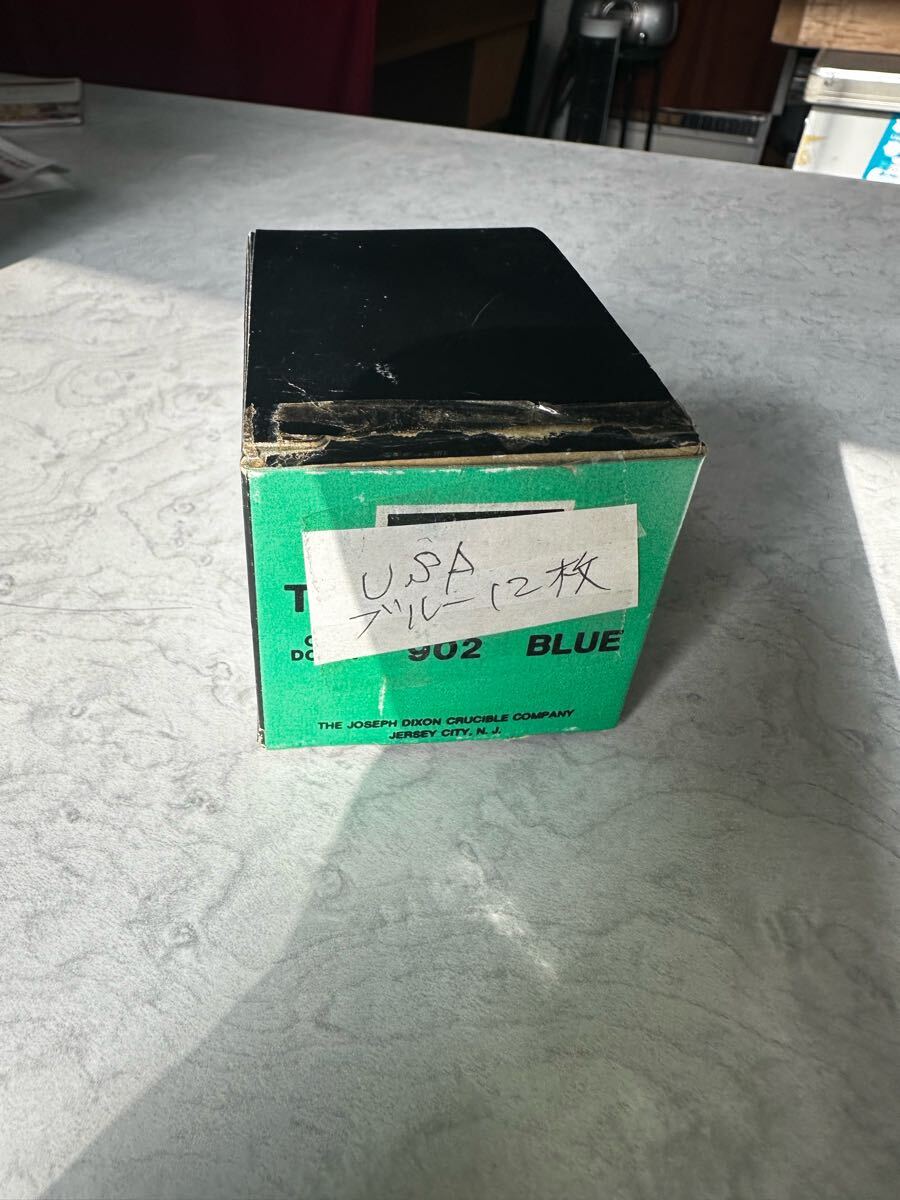 USA
ブルー12枚
902 BLUE
THE JOSEPH DIXON CRUCIBLE COMPANY
JERSEY CITY, N. J.